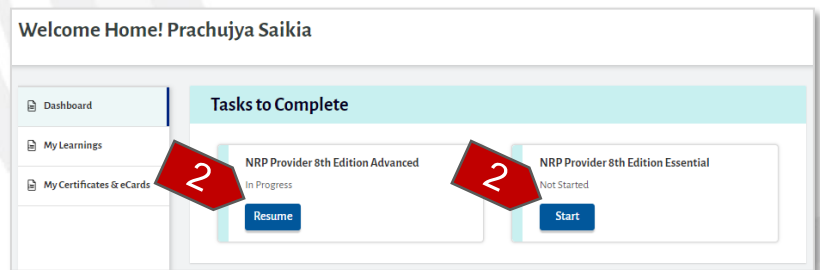 Welcome Home! Prachujya Saikia
Dashboard
My Learnings
My Certificates & eCards
Tasks to Complete
NRP Provider 8th Edition Advanced
In Progress
2
Resume
NRP Provider 8th Edition Essential
Not Started
2
Start